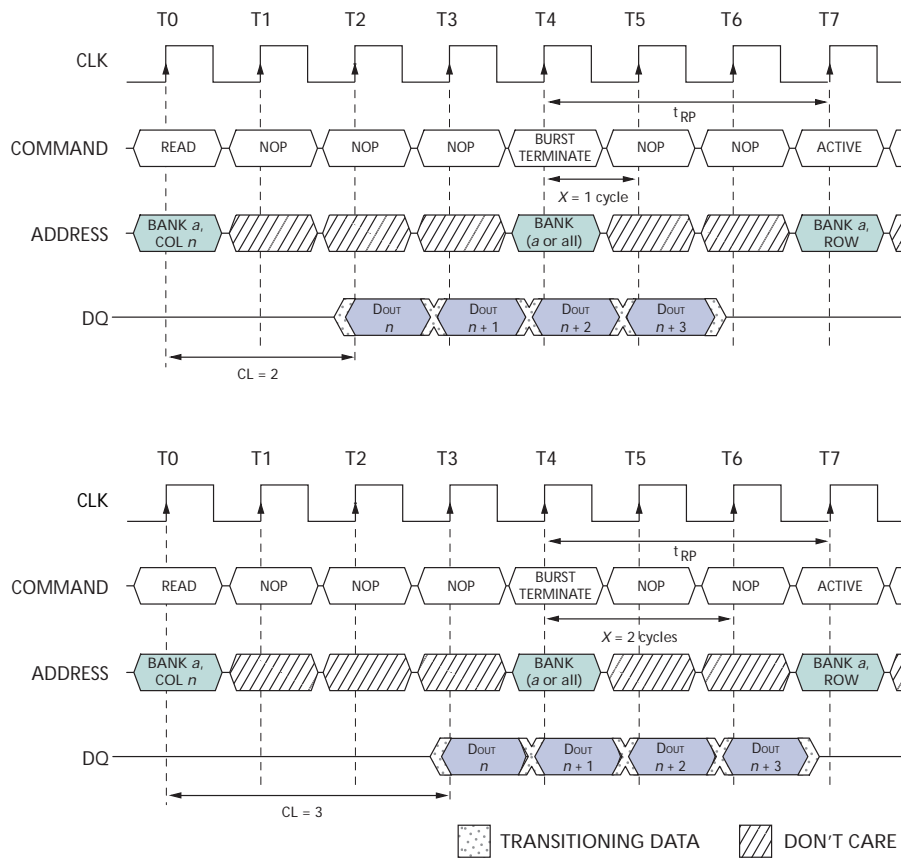 T0 T1 T2 T3 T4 T5 T6 T7
CLK
tRP
COMMAND READ NOP NOP NOP BURST TERMINATE NOP NOP ACTIVE
X = 1 cycle
ADDRESS BANK a, COL n BANK (a or all) BANK a, ROW
DQ DOUT n DOUT n + 1 DOUT n + 2 DOUT n + 3
CL = 2
T0 T1 T2 T3 T4 T5 T6 T7
CLK
tRP
COMMAND READ NOP NOP NOP BURST TERMINATE NOP NOP ACTIVE
X = 2 cycles
ADDRESS BANK a, COL n BANK (a or all) BANK a, ROW
DQ DOUT n DOUT n + 1 DOUT n + 2 DOUT n + 3
CL = 3
TRANSITIONING DATA DON'T CARE